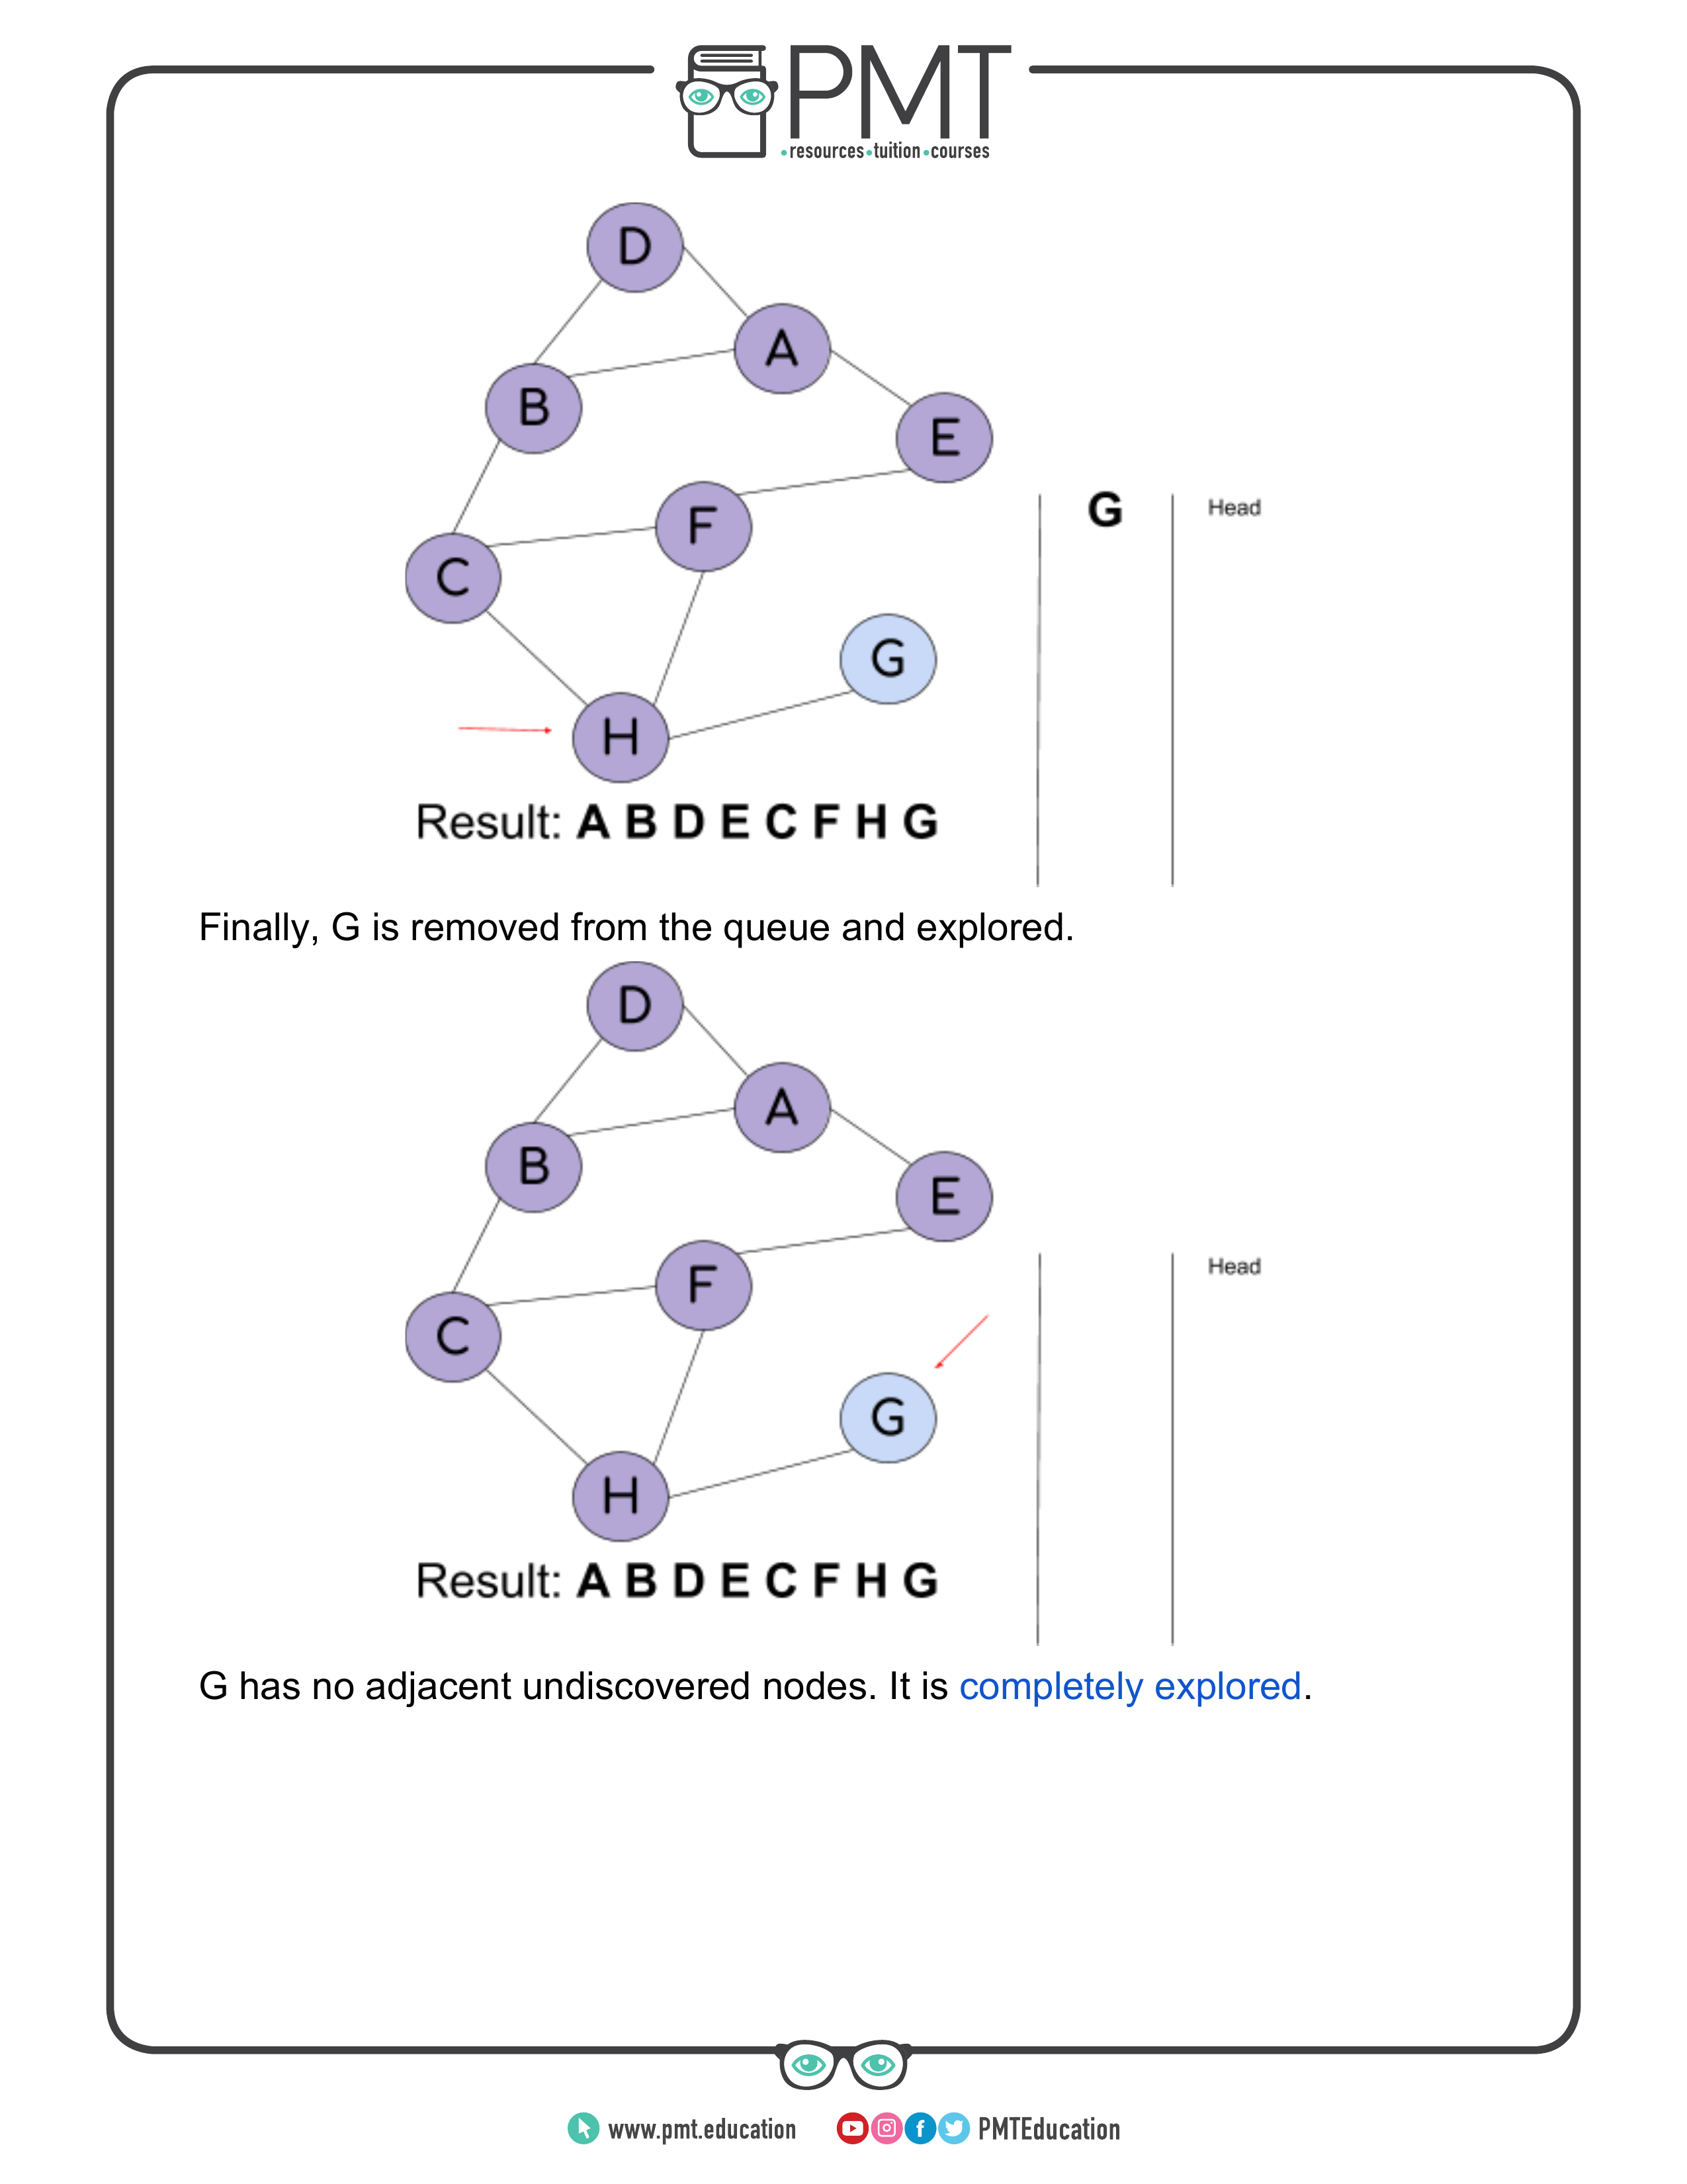 PMT
resources tuition courses
D
A
B
E
F
G
Head
C
G
H
Result: A B D E C F H G
Finally, G is removed from the queue and explored.
D
A
B
E
Head
F
C
G
H
Result: A B D E C F H G
G has no adjacent undiscovered nodes. It is completely explored.
www.pmt.education
PMTEducation